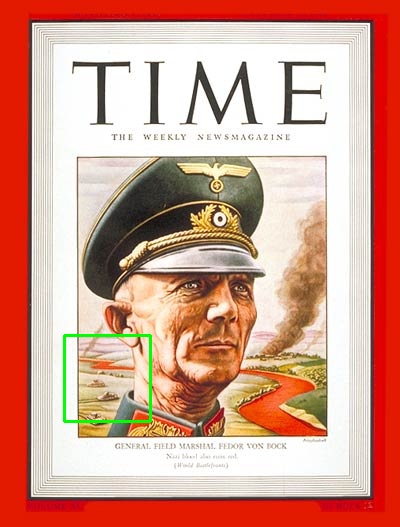 TIME
THE WEEKLY NEWSMAGAZINE
GENERAL FIELD MARSHAL FEDOR VON BOCK
Nazi blood also runs red.
(World Battlefronts)